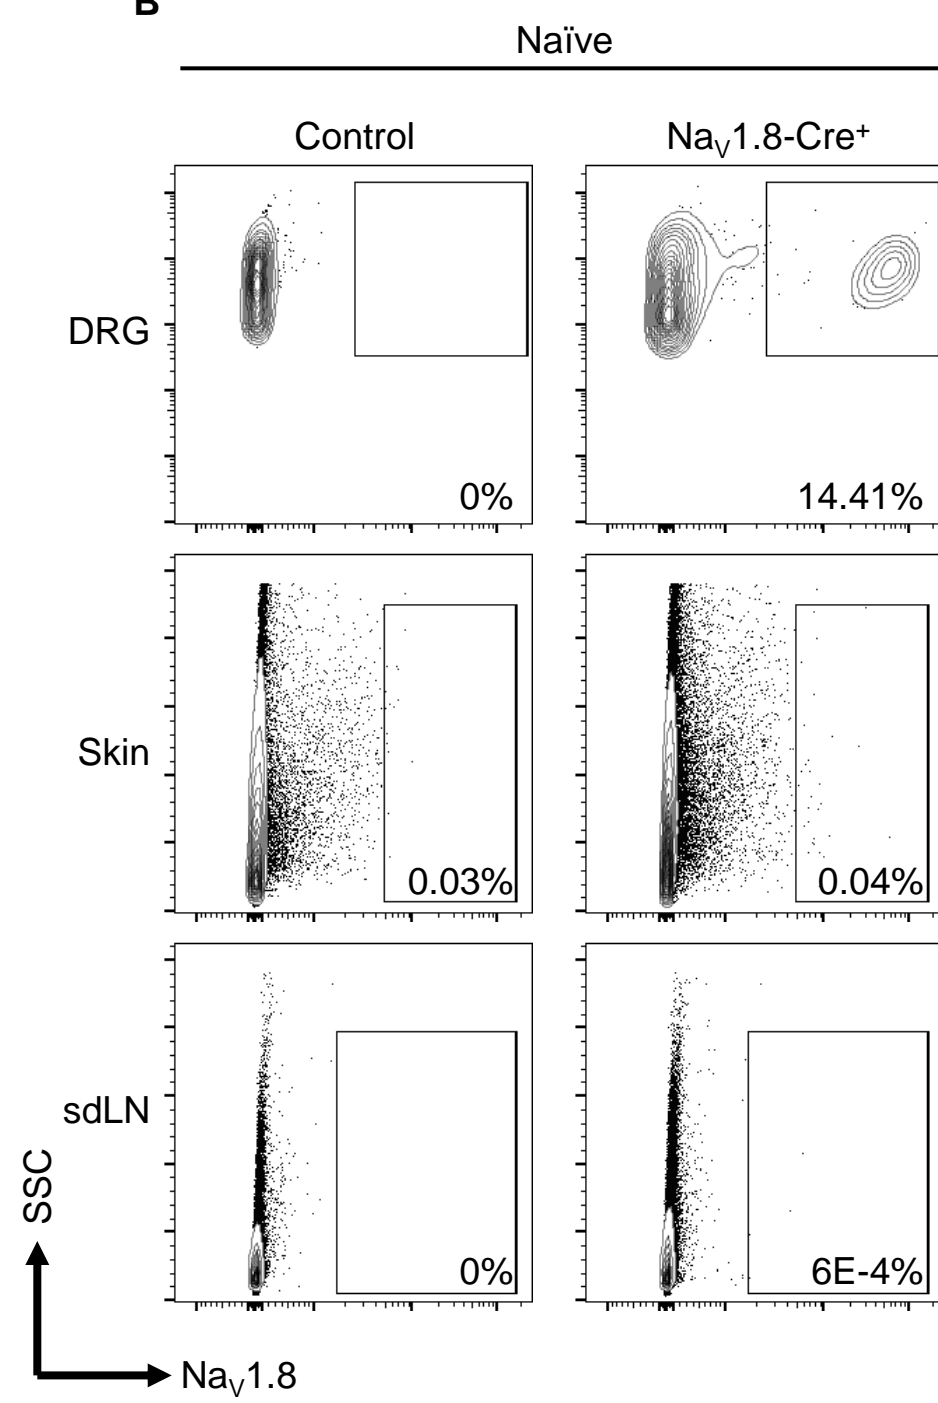 B
Naïve
Control
NaV1.8-Cre+
DRG
0%
14.41%
Skin
0.03%
0.04%
sdLN
0%
6E-4%
SSC
NaV1.8